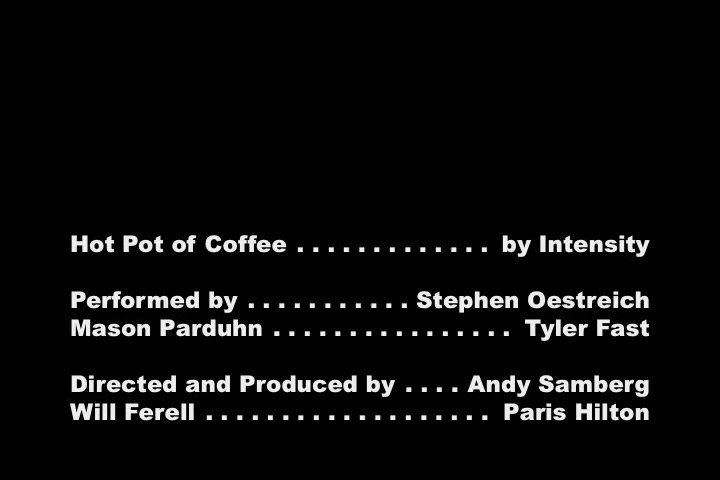 Hot Pot of Coffee . . . . . . . . . . . . . by Intensity
Performed by . . . . . . . . . . . Stephen Oestreich
Mason Parduhn . . . . . . . . . . . . . . . . Tyler Fast
Directed and Produced by . . . . Andy Samberg
Will Ferell . . . . . . . . . . . . . . . . . . . Paris Hilton